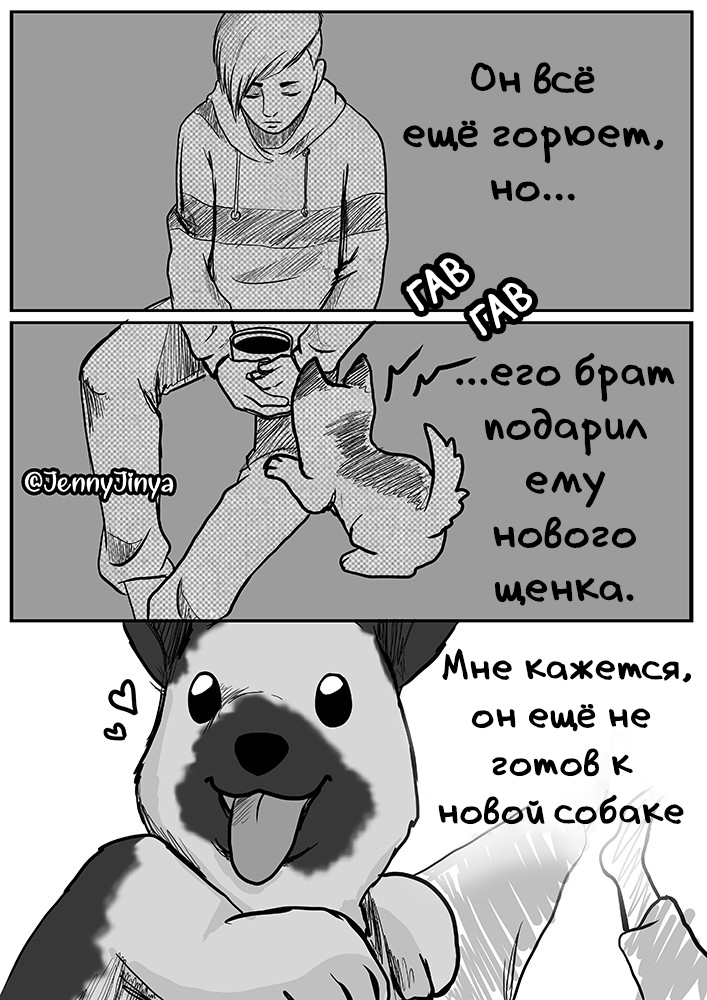 Он всё
ещё горюет,
но...
ГАВ
ГАВ
...его брат
подарил
ему
нового
щенка.
@JennyJinya
Мне кажется,
он ещё не
готов к
новой собаке